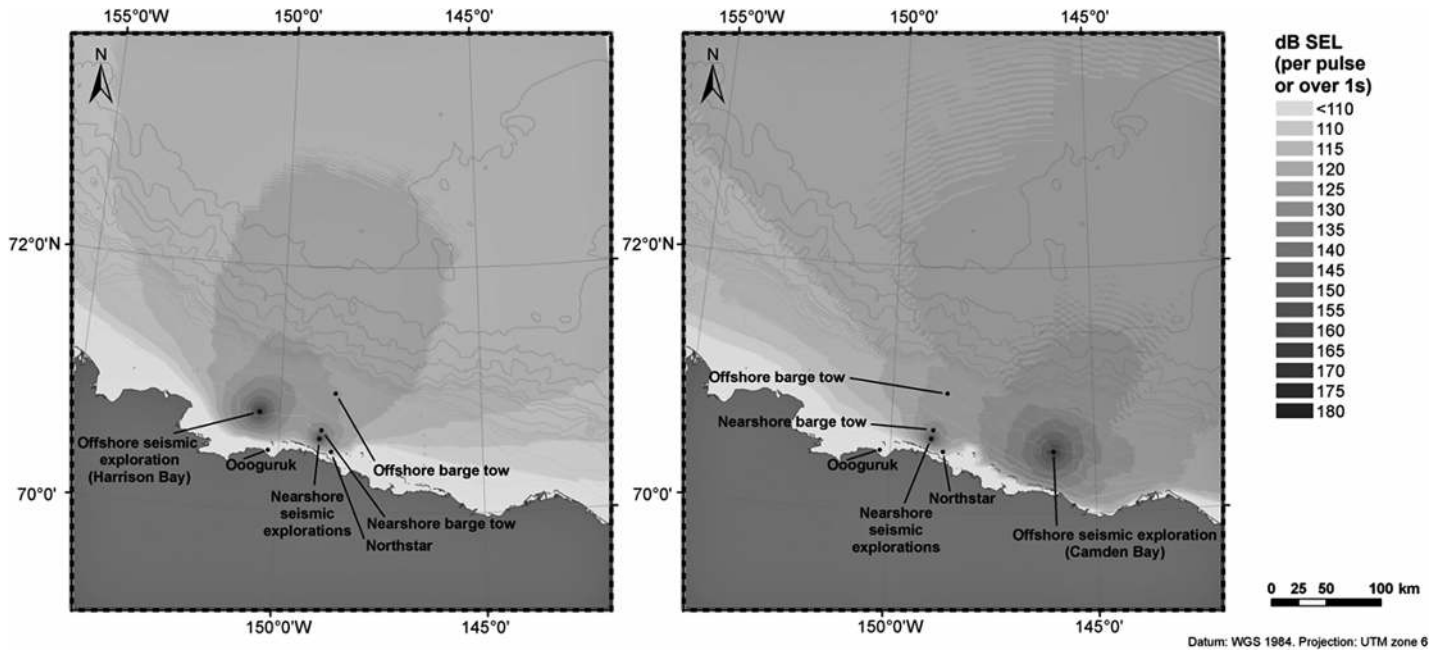 155°0'W 150°0' 145°0'
N
72°0'N
70°0'
Offshore seismic
exploration
(Harrison Bay)
Oooguruk
Nearshore
seismic
explorations
Offshore barge tow
Nearshore barge tow
Northstar
150°0'W 145°0'
155°0'W 150°0' 145°0'
N
Offshore barge tow
Nearshore barge tow
Oooguruk
Northstar
Nearshore
seismic
explorations
Offshore seismic exploration
(Camden Bay)
150°0'W 145°0'
dB SEL
(per pulse
or over 1s)
<110
110
115
120
125
130
135
140
145
150
155
160
165
170
175
180
0 25 50 100 km
Datum: WGS 1984. Projection: UTM zone 6